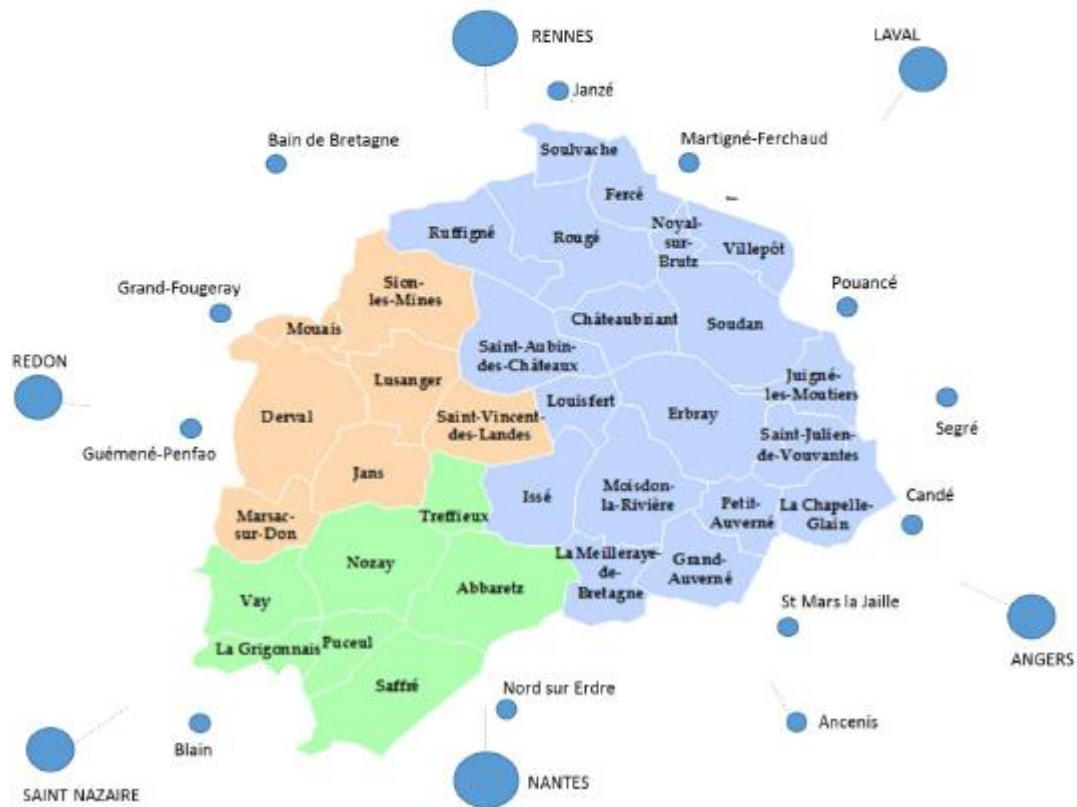 RENNES
LAVAL
Janzé
Bain de Bretagne
Martigné-Ferchaud
Soulvache
Fercé
Ruffigné
Rougé
Noyal-
sur-
Brutz
Villepôt
Sion-
les-Mines
Grand-Fougeray
Pouancé
Mouais
Châteaubriant
Soudan
Saint-Aubin-
des-Châteaux
REDON
Lusanger
Juigné-
les-Moutiers
Louisfert
Erbray
Derval
Saint-Vincent-
des-Landes
Segré
Guémené-Penfao
Saint-Julien-
de-Vouvantes
Jans
Issé
Moisdon-
la-Rivière
Petit-
Auverné
La Chapelle-
Glain
Candé
Marsac-
sur-Don
Treffieux
La Meilleraye-
de-
Bretagne
Grand-
Auverné
Nozay
Abbaretz
Vay
St Mars la Jaille
La Grigonnais
Puceul
ANGERS
Saffré
Nord sur Erdre
Ancenis
Blain
SAINT NAZAIRE
NANTES